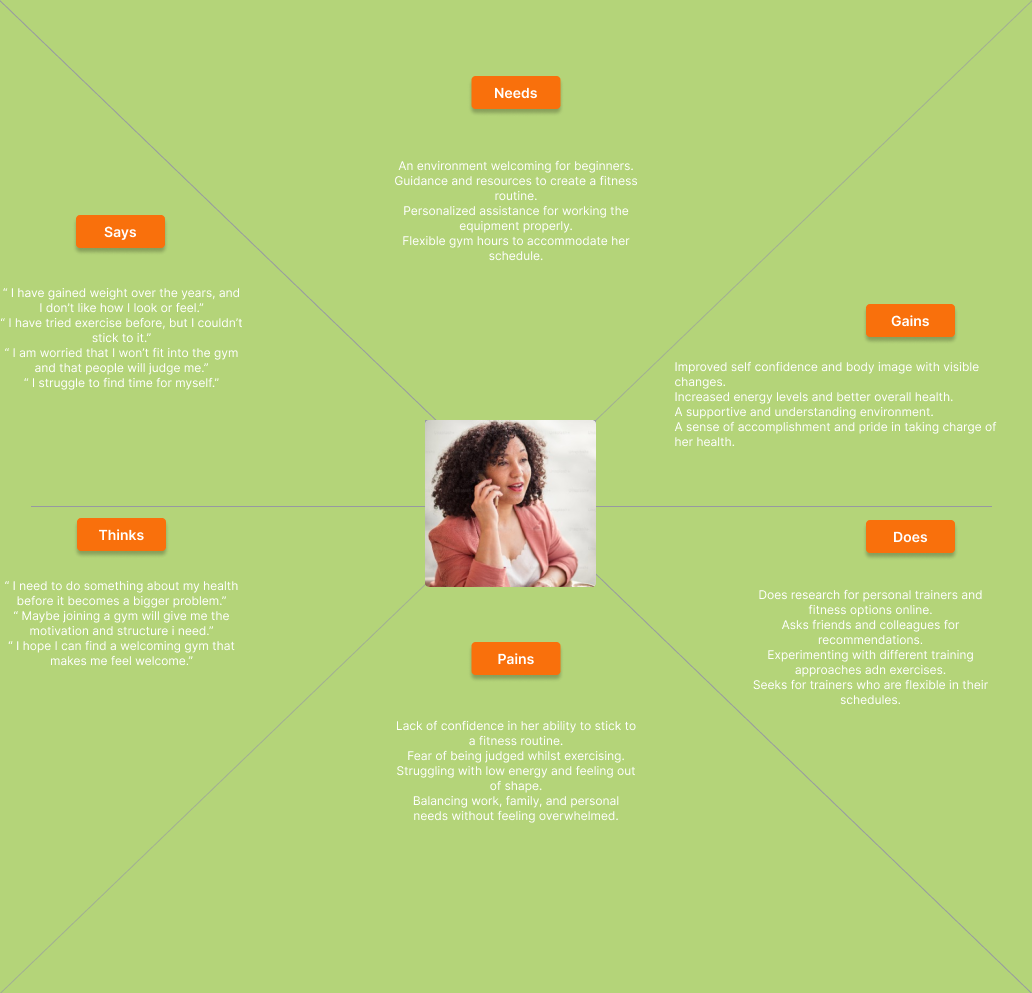 Needs
An environment welcoming for beginners.
Guidance and resources to create a fitness
routine.
Personalized assistance for working the
equipment properly.
Flexible gym hours to accommodate her
schedule.
Says
“ I have gained weight over the years, and
I don’t like how I look or feel.”
“ I have tried exercise before, but I couldn’t
stick to it.”
“ I am worried that I won’t fit into the gym
and that people will judge me.”
“ I struggle to find time for myself.”
Gains
Improved self confidence and body image with visible
changes.
Increased energy levels and better overall health.
A supportive and understanding environment.
A sense of accomplishment and pride in taking charge of
her health.
Thinks
“ I need to do something about my health
before it becomes a bigger problem.”
“ Maybe joining a gym will give me the
motivation and structure i need.”
“ I hope I can find a welcoming gym that
makes me feel welcome.”
Does
Does research for personal trainers and
fitness options online.
Asks friends and colleagues for
recommendations.
Experimenting with different training
approaches adn exercises.
Seeks for trainers who are flexible in their
schedules.
Pains
Lack of confidence in her ability to stick to
a fitness routine.
Fear of being judged whilst exercising.
Struggling with low energy and feeling out
of shape.
Balancing work, family, and personal
needs without feeling overwhelmed.